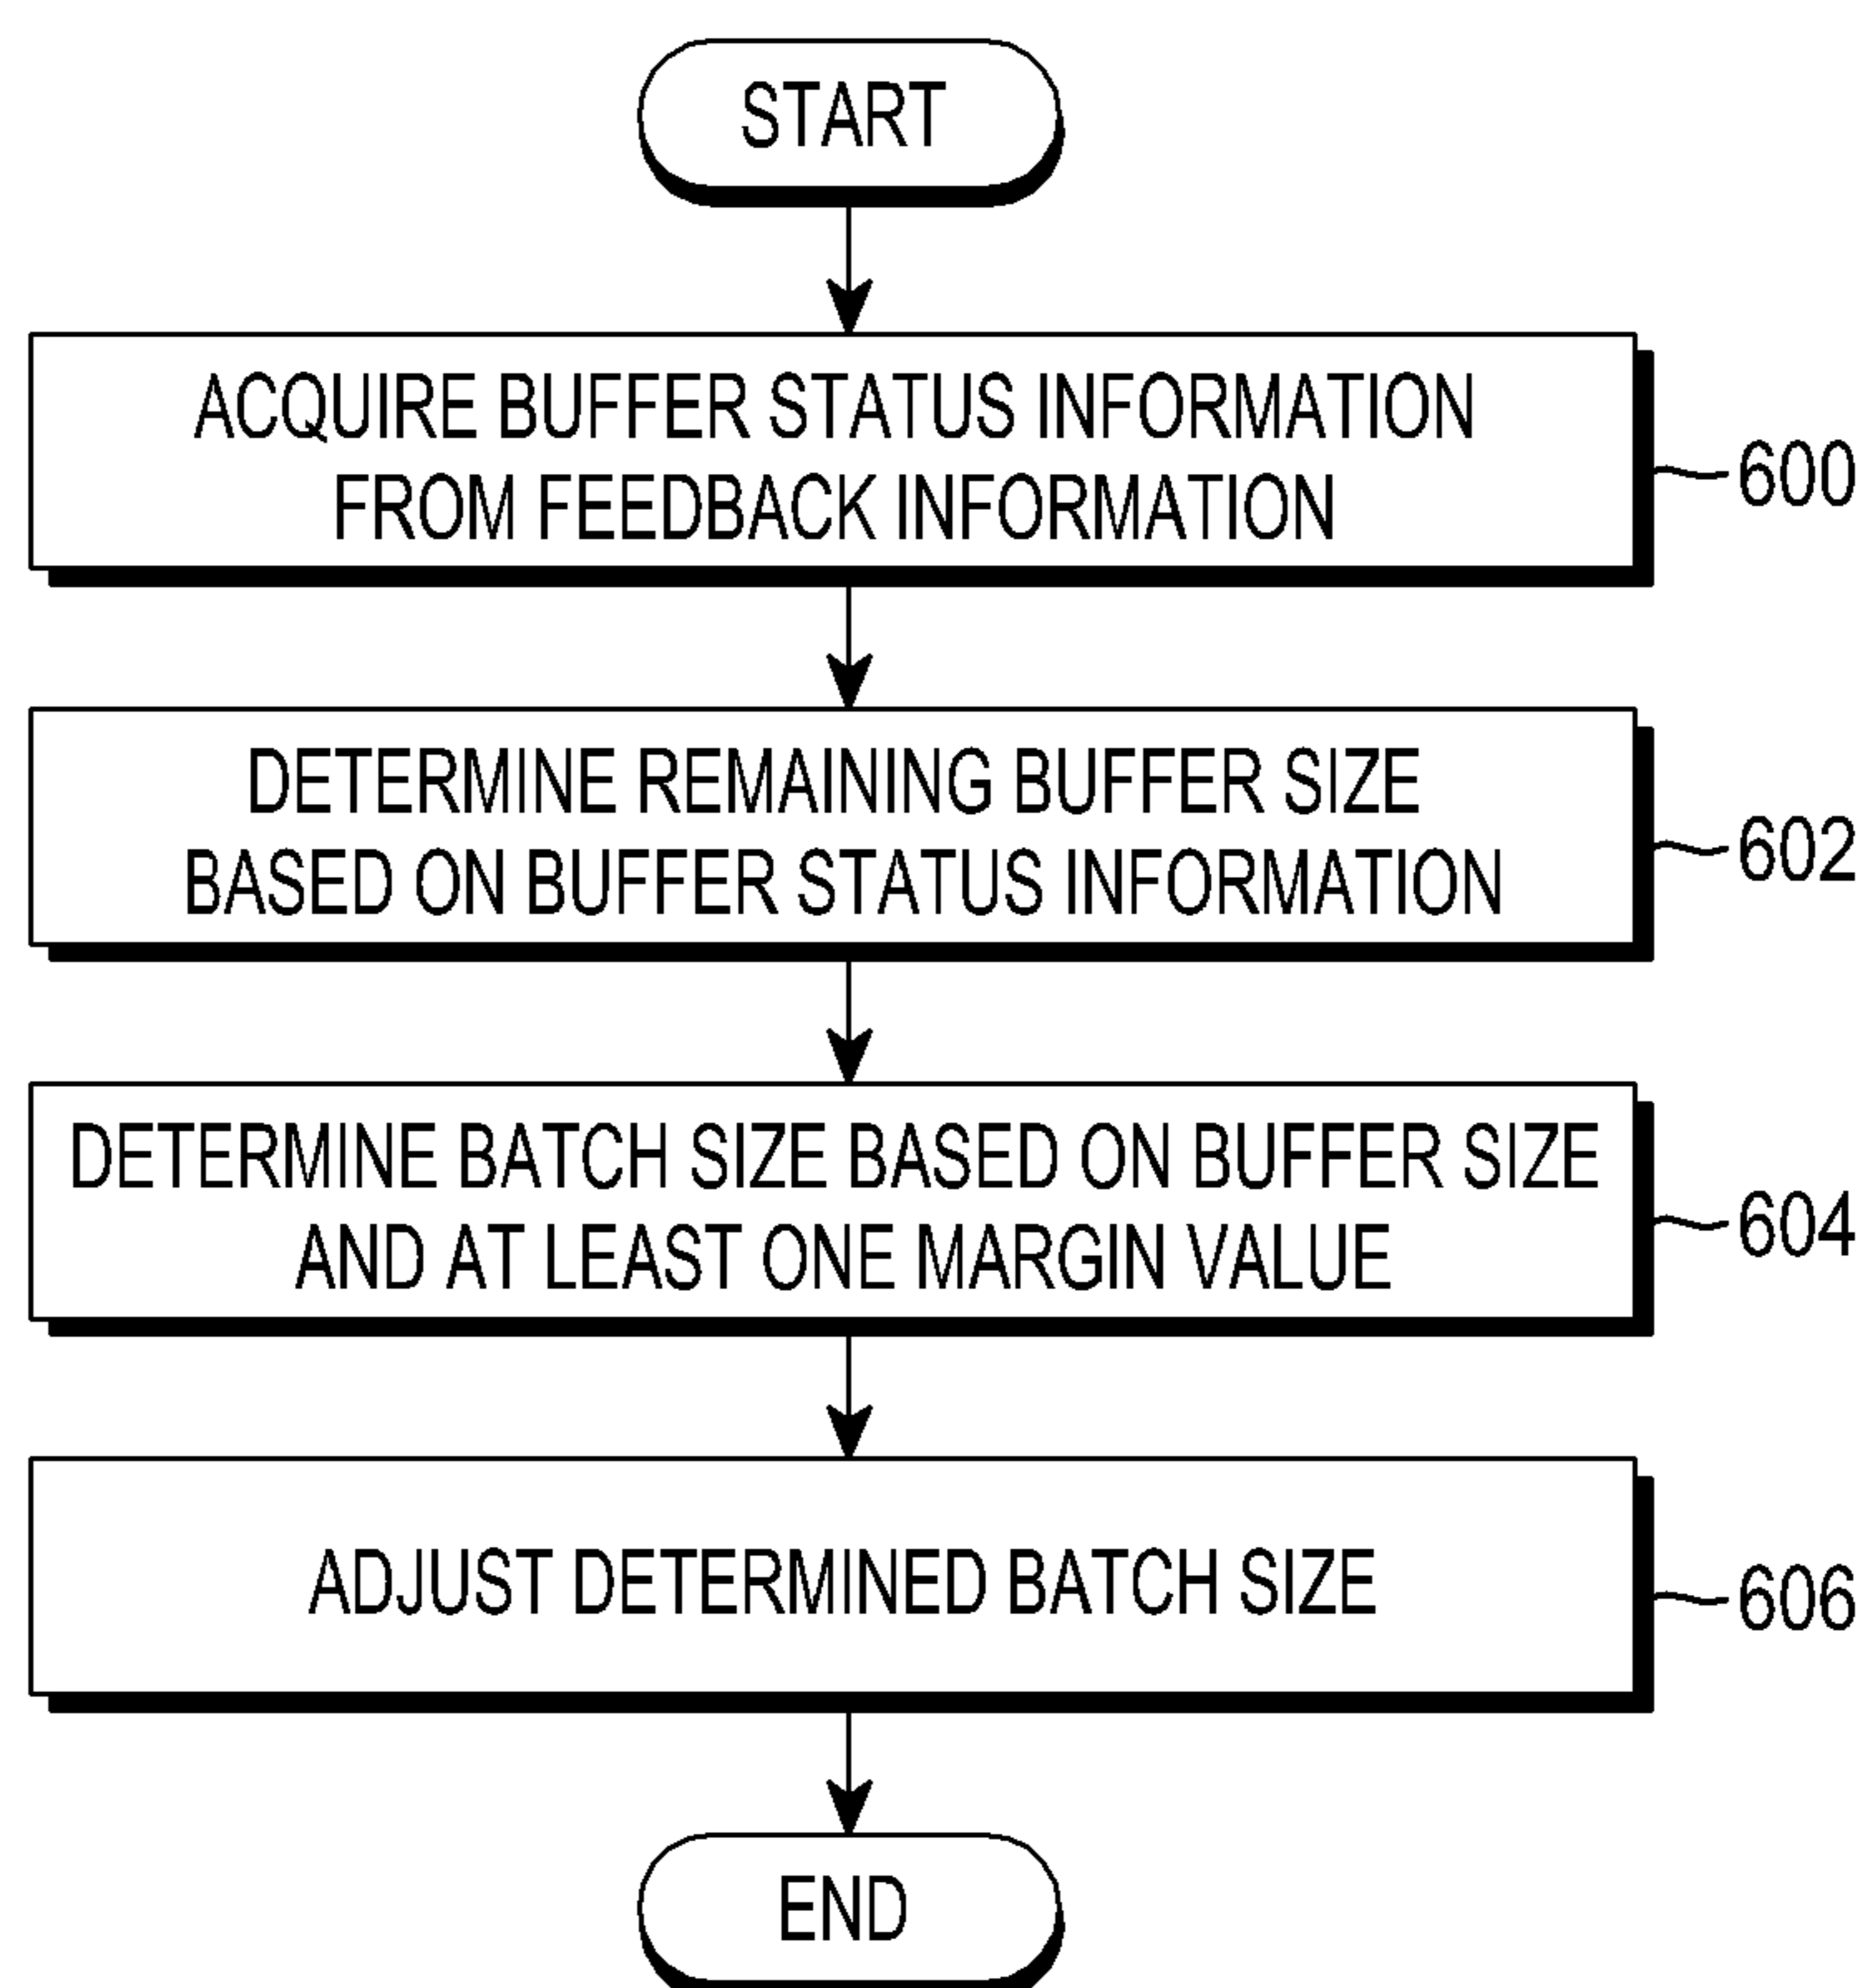 START
ACQUIRE BUFFER STATUS INFORMATION
FROM FEEDBACK INFORMATION
600
DETERMINE REMAINING BUFFER SIZE
BASED ON BUFFER STATUS INFORMATION
602
DETERMINE BATCH SIZE BASED ON BUFFER SIZE
AND AT LEAST ONE MARGIN VALUE
604
ADJUST DETERMINED BATCH SIZE
606
END